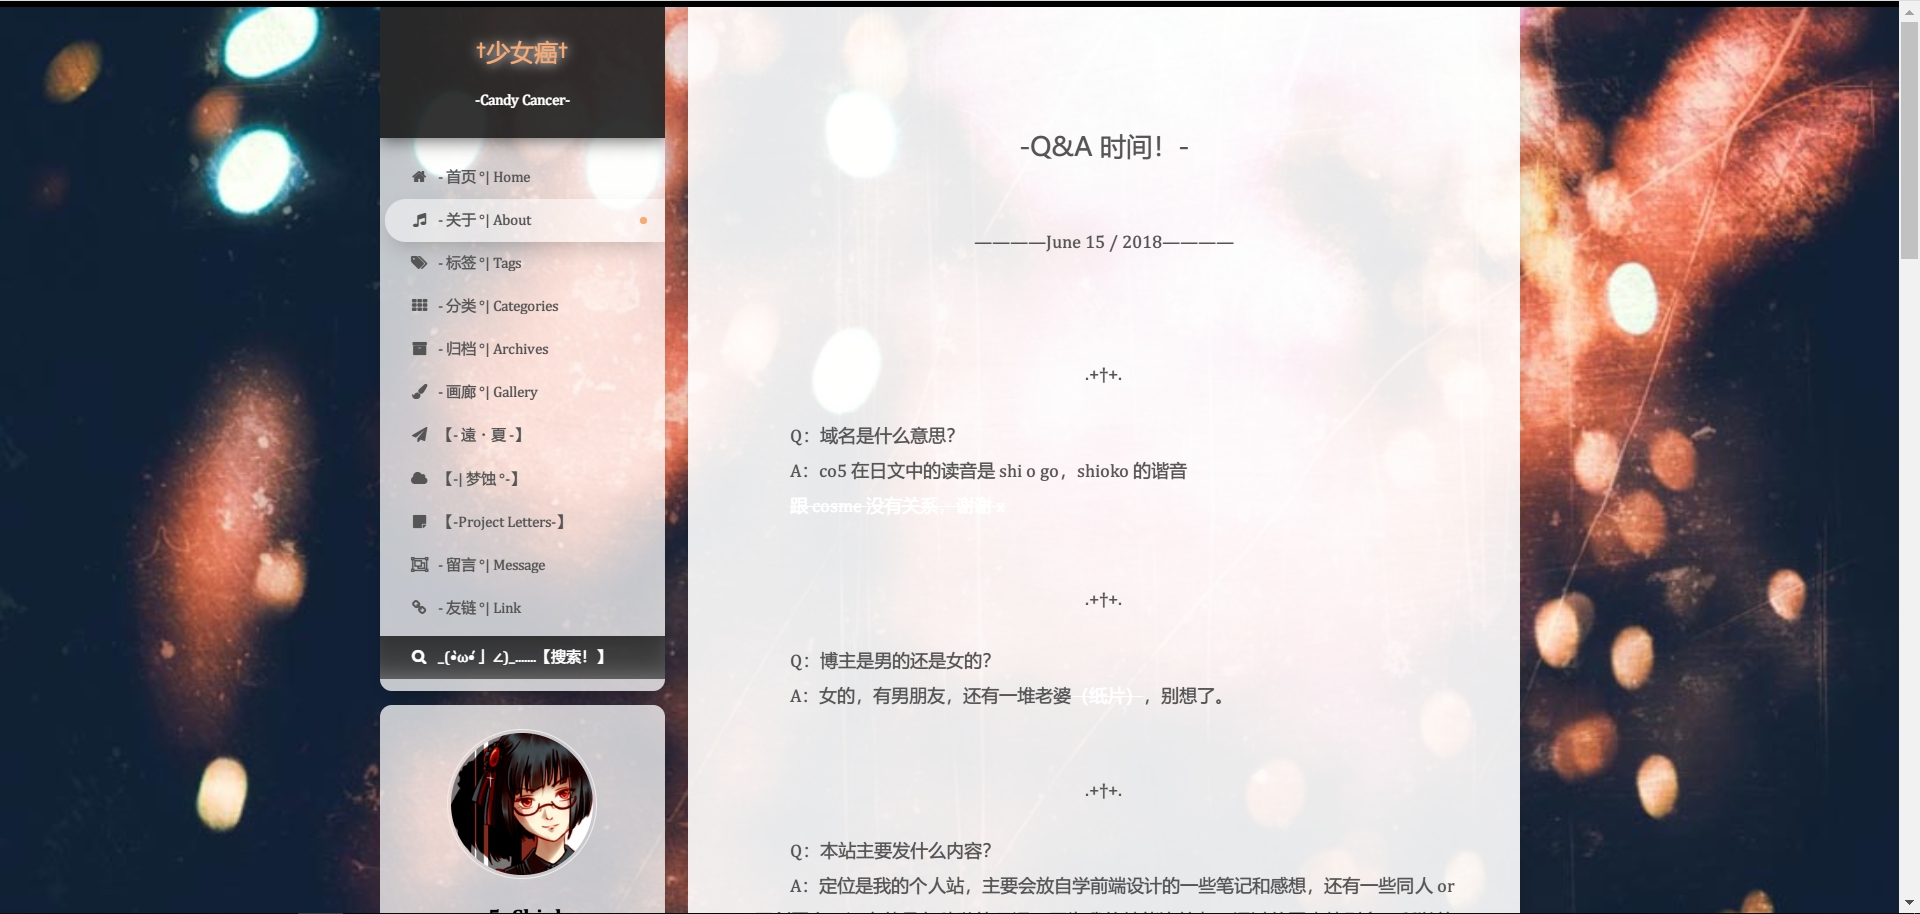 †少女癌†
-Candy Cancer-
- 首页 °| Home
- 关于 °| About
- 标签 °| Tags
- 分类 °| Categories
- 归档 °| Archives
- 画廊 °| Gallery
【- 遠・夏 -】
【-| 梦蚀 °-】
【-Project Letters-】
- 留言 °| Message
- 友链 °| Link
_(•̀ω•́ 」∠)_.......【搜索！】
-Q&A 时间！-
————June 15 / 2018————
.+†+.
Q：域名是什么意思？
A：co5 在日文中的读音是 shi o go，shioko 的谐音
跟 cosme 没有关系，谢谢 x
.+†+.
Q：博主是男的还是女的？
A：女的，有男朋友，还有一堆老婆（纸片），别想了。
.+†+.
Q：本站主要发什么内容？
A：定位是我的个人站，主要会放自学前端设计的一些笔记和感想，还有一些同人 or